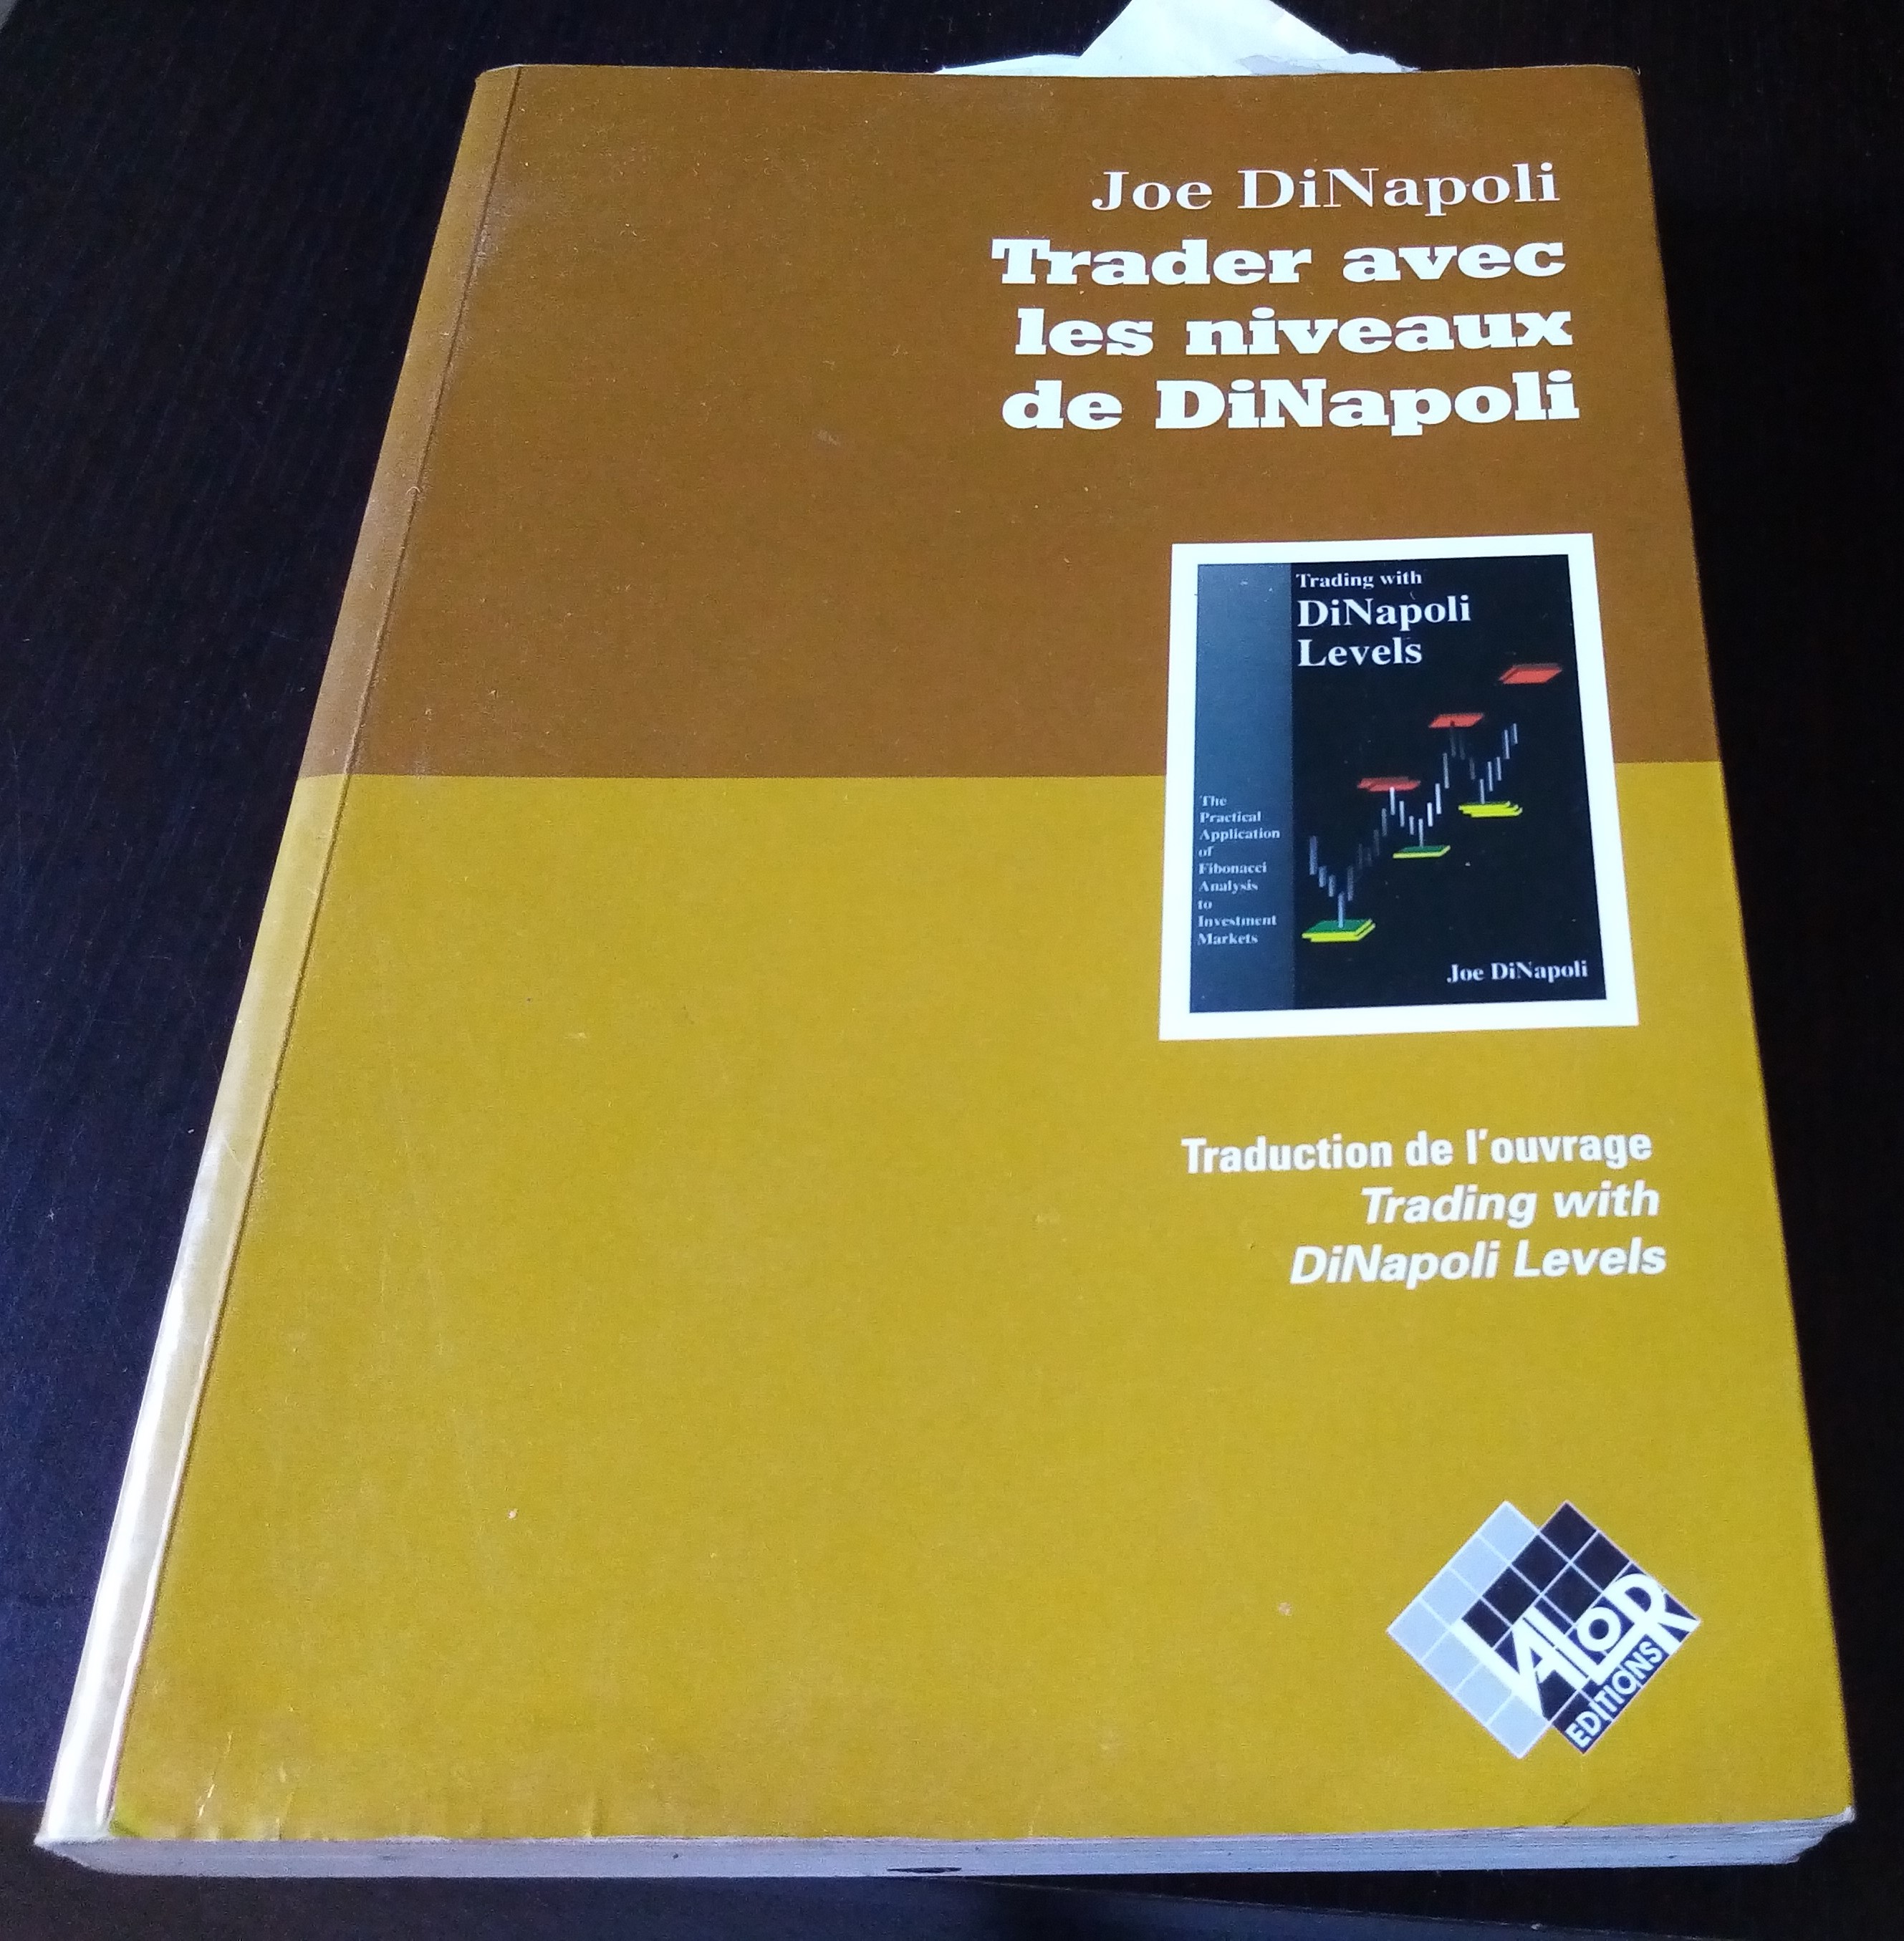 Joe DiNapoli
Trader avec
les niveaux
de DiNapoli
Trading with
DiNapoli
Levels
The
Practical
Application
of
Fibonacci
Analysis
to
Investment
Markets
Joe DiNapoli
Traduction de l'ouvrage
Trading with
DiNapoli Levels
VALOR
EDITIONS